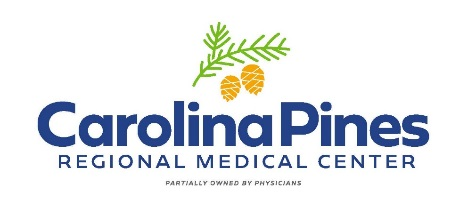 Carolina Pines
REGIONAL MEDICAL CENTER
PARTIALLY OWNED BY PHYSICIANS